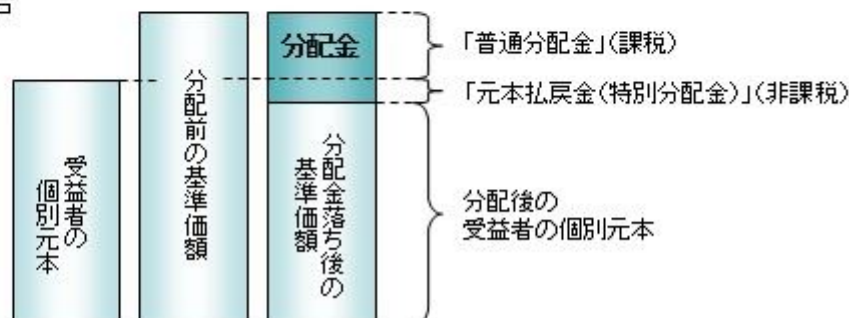 分配金
「普通分配金」(課税)
「元本払戻金(特別分配金)」(非課税)
受益者の
個別元本
分配前の基準価額
分配金落ち後の
基準価額
分配後の
受益者の個別元本